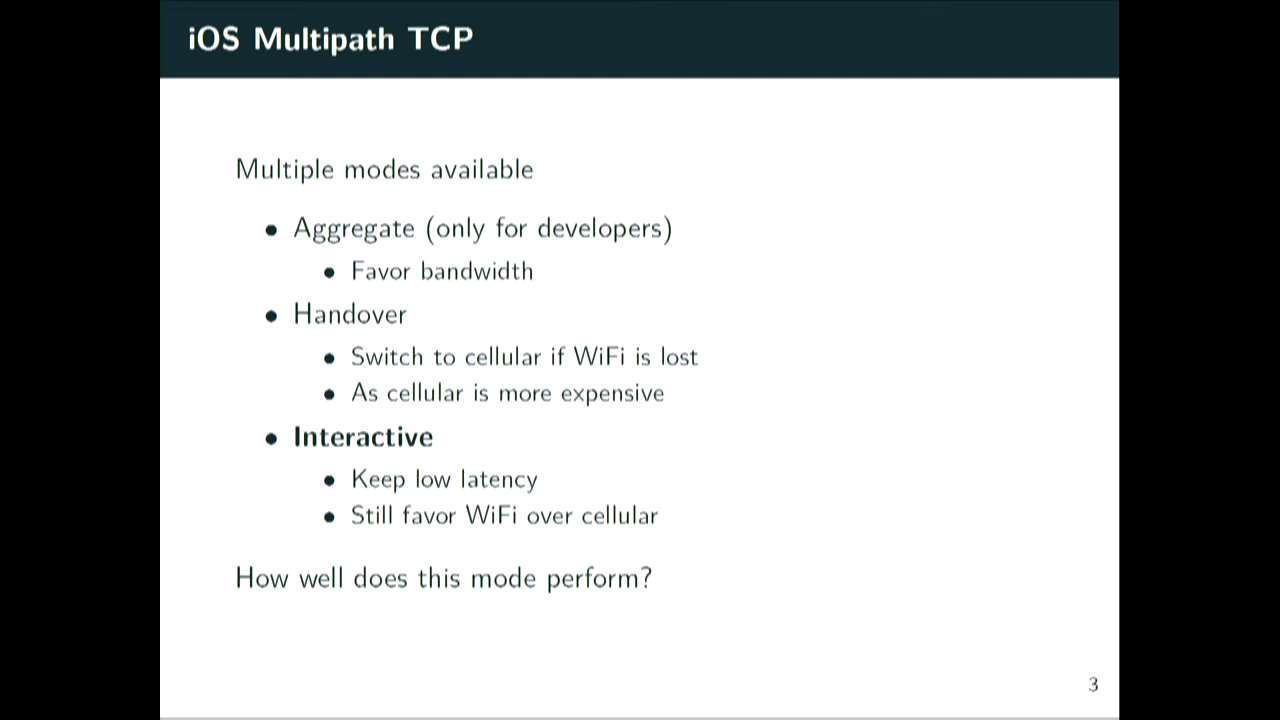 iOS Multipath TCP
Multiple modes available
• Aggregate (only for developers)
• Favor bandwidth
• Handover
• Switch to cellular if WiFi is lost
• As cellular is more expensive
• Interactive
• Keep low latency
• Still favor WiFi over cellular
How well does this mode perform?
3